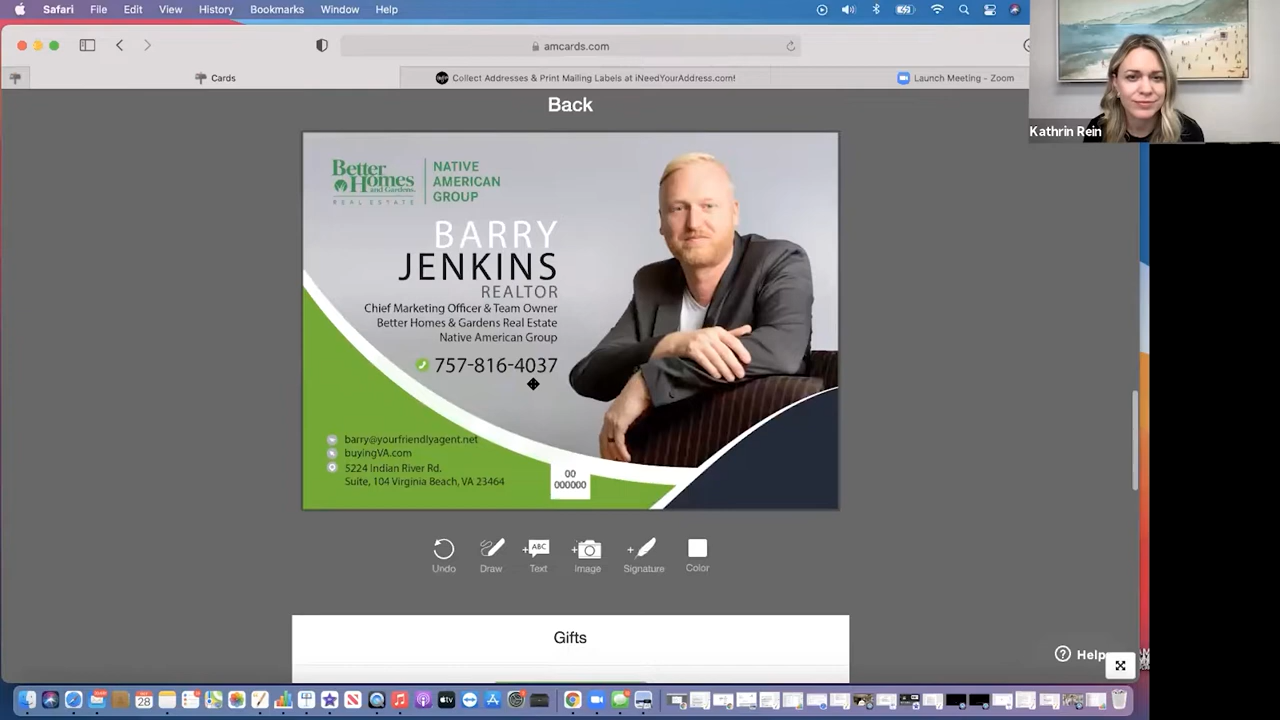 Safari File Edit View History Bookmarks Window Help
amcards.com
Cards
Collect Addresses & Print Mailing Labels at iNeedYourAddress.com!
Launch Meeting - Zoom
Kathrin Rein
Back
Better Homes and Gardens REAL ESTATE
NATIVE AMERICAN GROUP
BARRY
JENKINS
REALTOR
Chief Marketing Officer & Team Owner
Better Homes & Gardens Real Estate
Native American Group
757-816-4037
barry@yourfriendlyagent.net
buyingVA.com
5224 Indian River Rd.
Suite, 104 Virginia Beach, VA 23464
00
000000
Undo Draw Text Image Signature Color
ABC
Gifts
Help
28